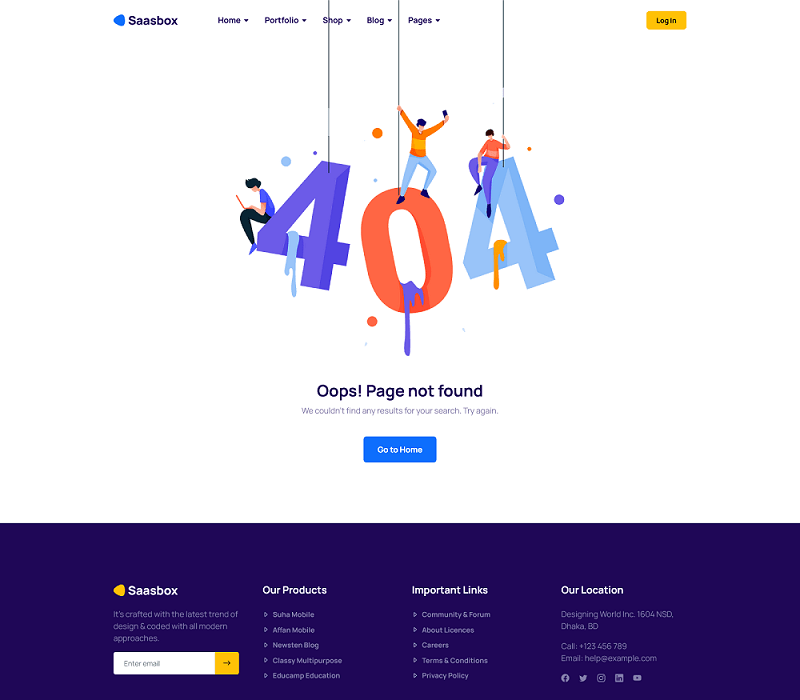 Saasbox
Home Portfolio Shop Blog Pages
Log In
404
Oops! Page not found
We couldn't find any results for your search. Try again.
Go to Home
Saasbox
It's crafted with the latest trend of
design & coded with all modern
approaches.
Enter email
Our Products
Suha Mobile
Affan Mobile
Newsten Blog
Classy Multipurpose
Educamp Education
Important Links
Community & Forum
About Licences
Careers
Terms & Conditions
Privacy Policy
Our Location
Designing World Inc. 1604 NSD,
Dhaka, BD
Call: +123 456 789
Email: help@example.com